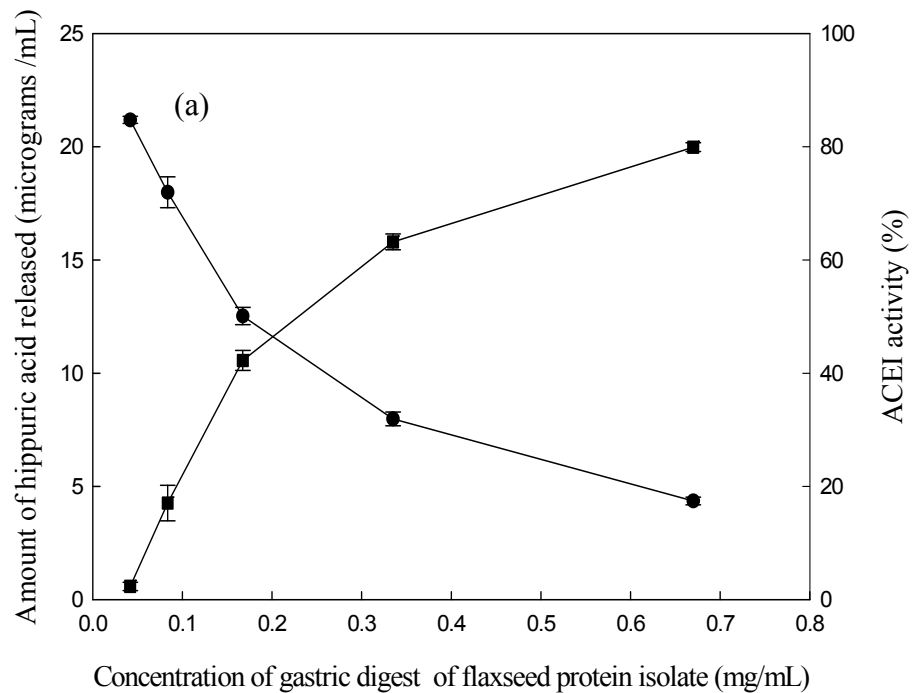 25
20
15
10
5
0
(a)
100
80
60
40
20
0
0.0 0.1 0.2 0.3 0.4 0.5 0.6 0.7 0.8
Amount of hippuric acid released (micrograms /mL)
ACEI activity (%)
Concentration of gastric digest of flaxseed protein isolate (mg/mL)